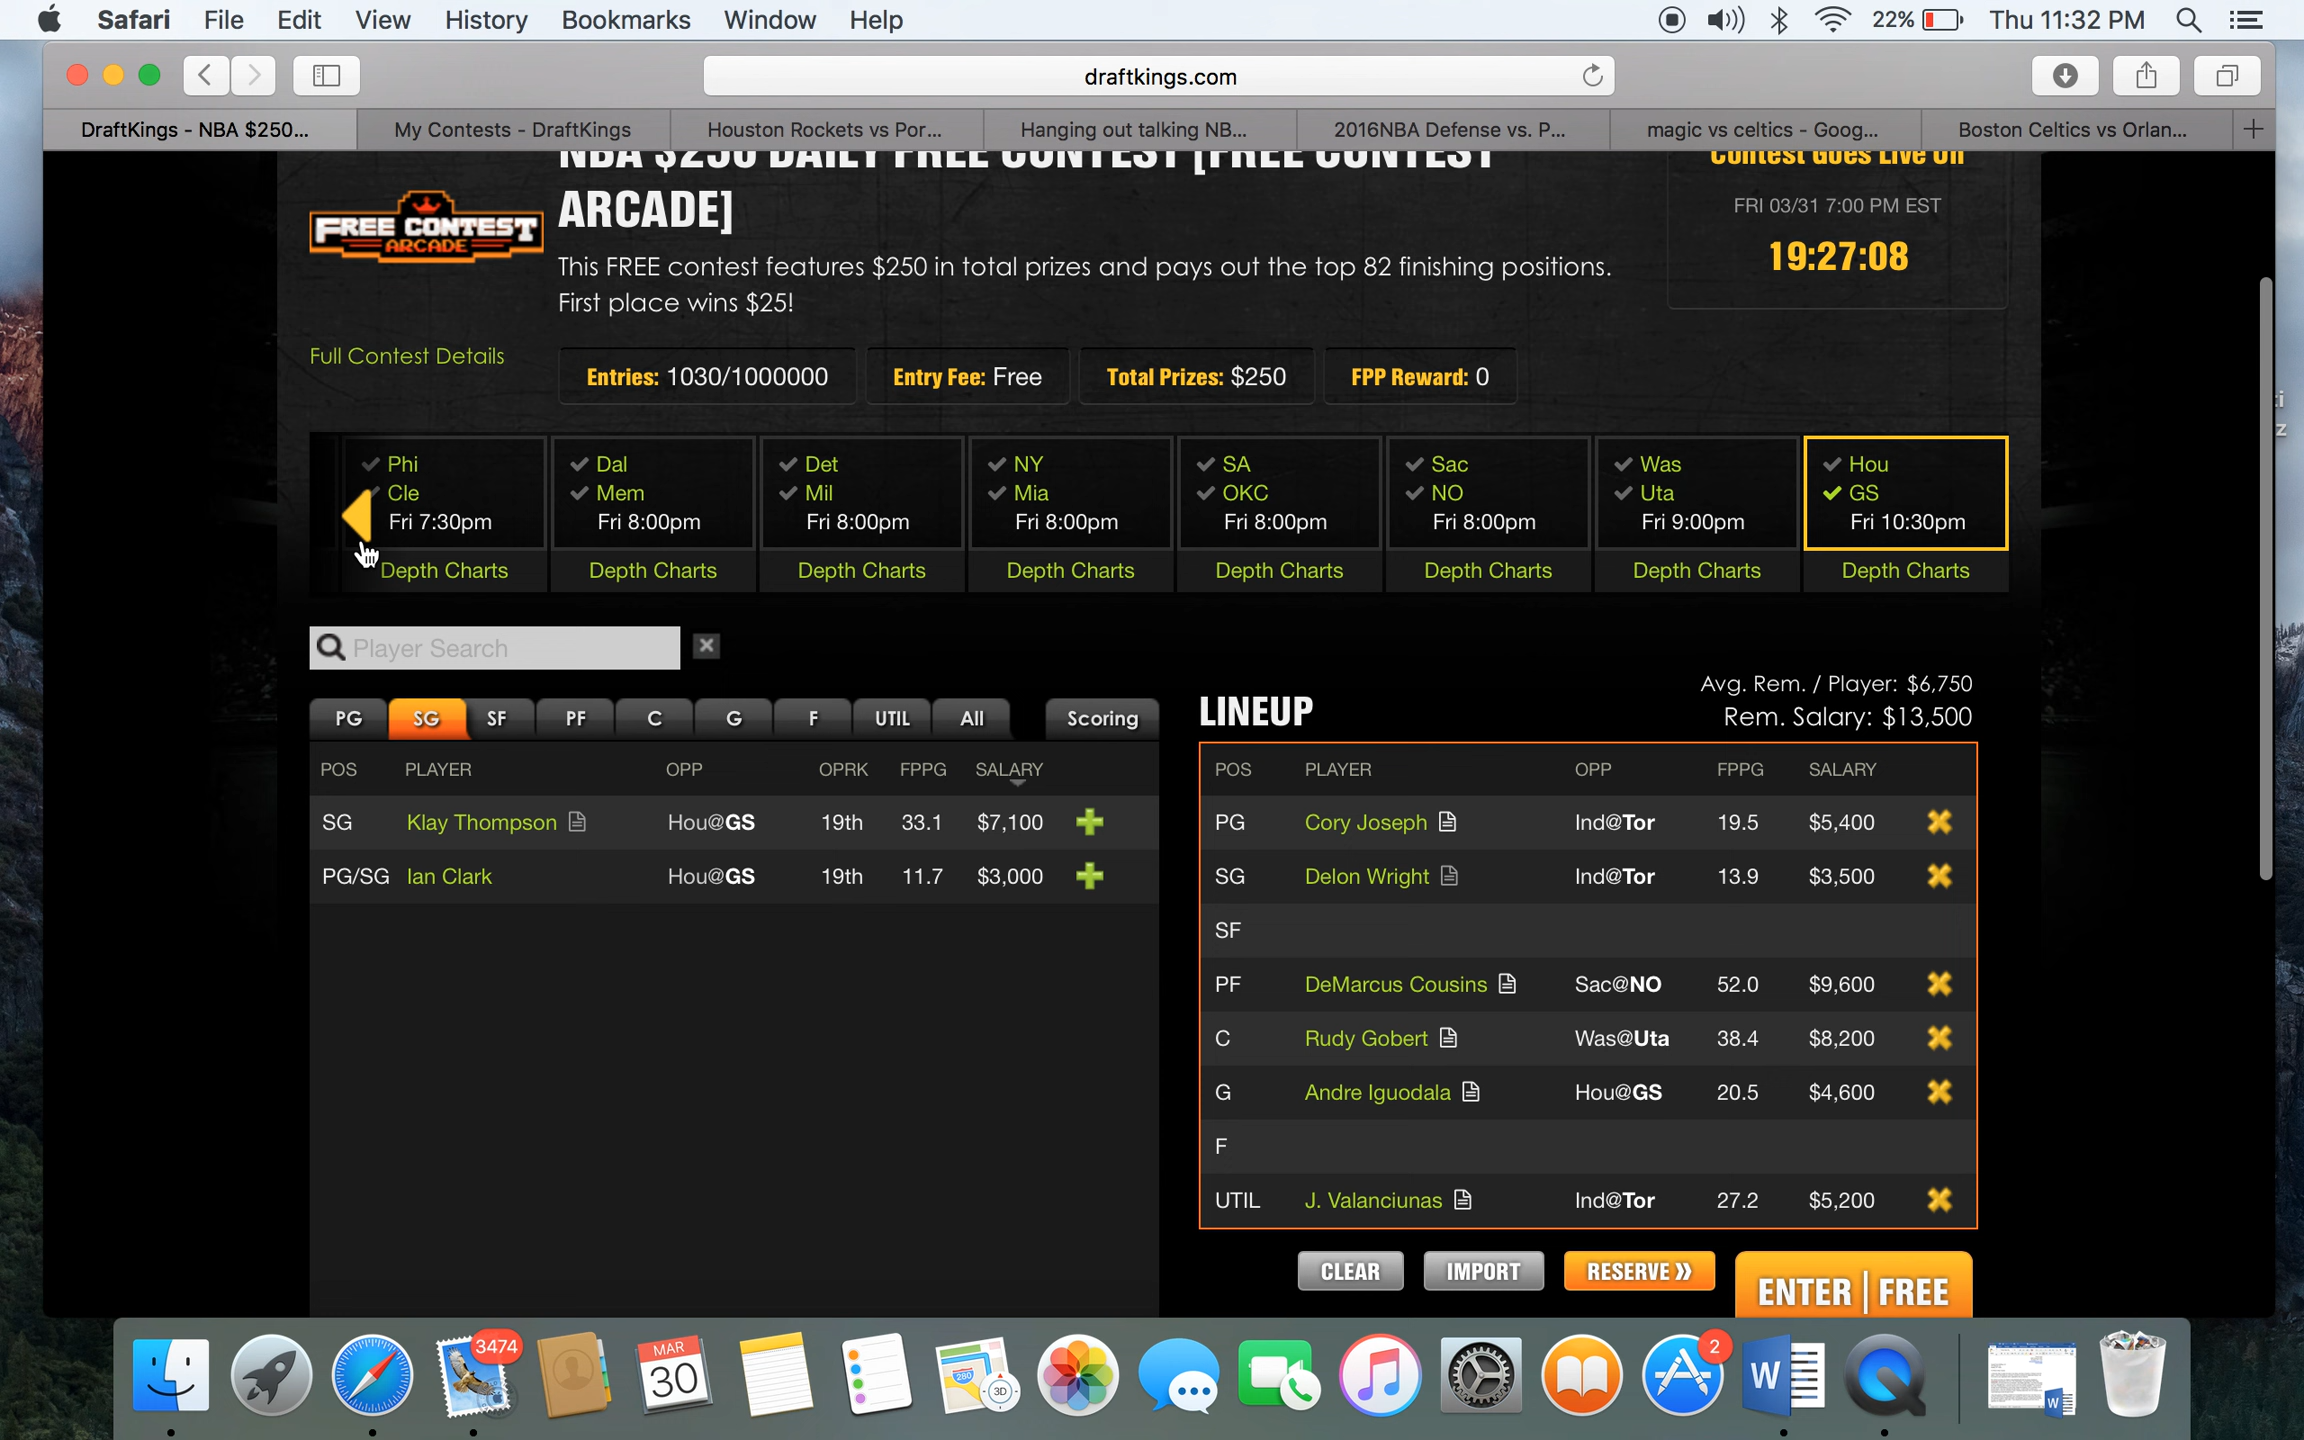 Safari File Edit View History Bookmarks Window Help 22% Thu 11:32 PM
draftkings.com
DraftKings - NBA $250... My Contests - DraftKings Houston Rockets vs Por... Hanging out talking NB... 2016NBA Defense vs. P... magic vs celtics - Goog... Boston Celtics vs Orlan...
NBA $250 DAILY FREE CONTEST [FREE CONTEST
ARCADE]
FREE CONTEST
ARCADE
This FREE contest features $250 in total prizes and pays out the top 82 finishing positions.
First place wins $25!
Contest Goes Live On
FRI 03/31 7:00 PM EST
19:27:08
Full Contest Details
Entries: 1030/1000000 Entry Fee: Free Total Prizes: $250 FPP Reward: 0
Phi Dal Det NY SA Sac Was Hou
Cle Mem Mil Mia OKC NO Uta GS
Fri 7:30pm Fri 8:00pm Fri 8:00pm Fri 8:00pm Fri 8:00pm Fri 8:00pm Fri 9:00pm Fri 10:30pm
Depth Charts Depth Charts Depth Charts Depth Charts Depth Charts Depth Charts Depth Charts Depth Charts
Player Search
PG SG SF PF C G F UTIL All Scoring
POS PLAYER OPP OPRK FPPG SALARY
SG Klay Thompson Hou@GS 19th 33.1 $7,100
PG/SG Ian Clark Hou@GS 19th 11.7 $3,000
LINEUP
Avg. Rem. / Player: $6,750
Rem. Salary: $13,500
POS PLAYER OPP FPPG SALARY
PG Cory Joseph Ind@Tor 19.5 $5,400
SG Delon Wright Ind@Tor 13.9 $3,500
SF
PF DeMarcus Cousins Sac@NO 52.0 $9,600
C Rudy Gobert Was@Uta 38.4 $8,200
G Andre Iguodala Hou@GS 20.5 $4,600
F
UTIL J. Valanciunas Ind@Tor 27.2 $5,200
CLEAR IMPORT RESERVE ENTER | FREE
3474
MAR
30
280
3D
2
W
W